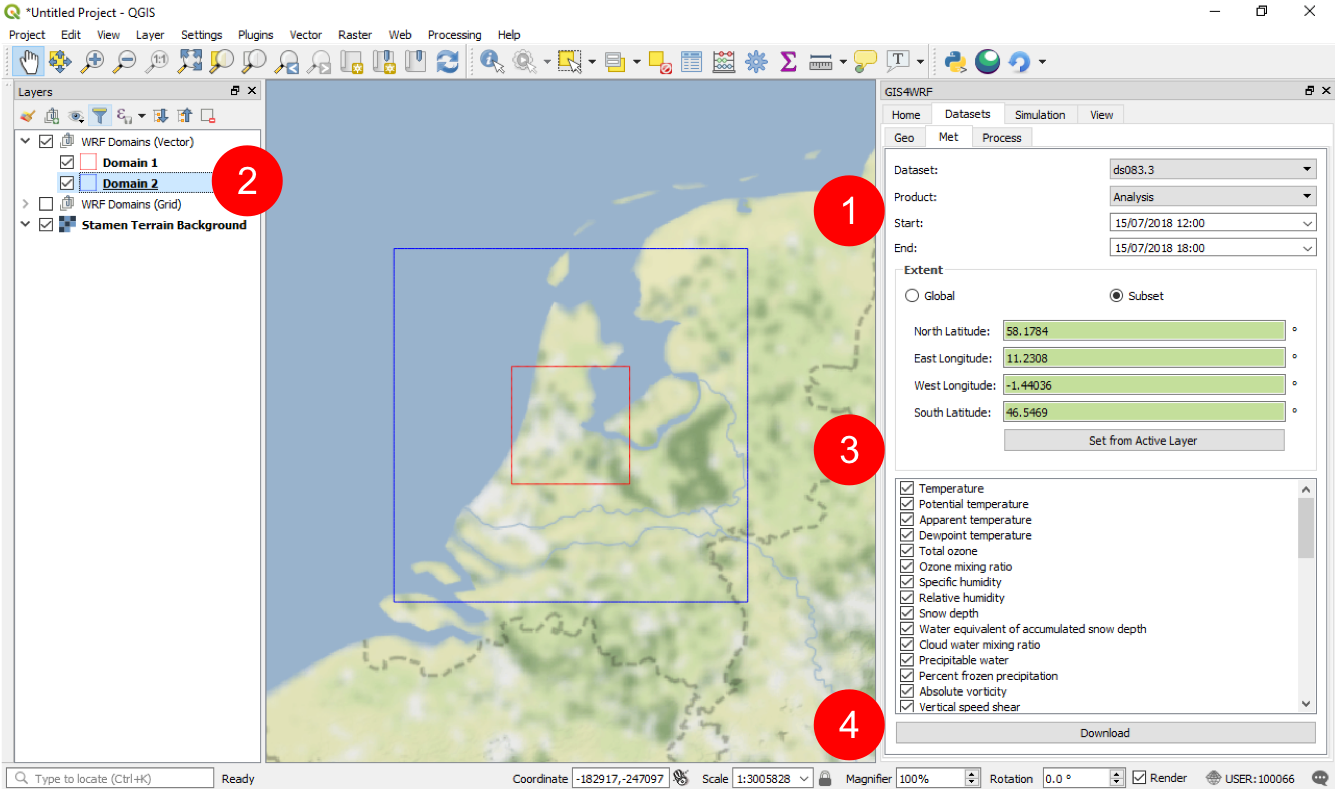 *Untitled Project - QGIS
Project Edit View Layer Settings Plugins Vector Raster Web Processing Help
Layers
WRF Domains (Vector)
Domain 1
Domain 2
WRF Domains (Grid)
Stamen Terrain Background
2
1
3
4
GIS4WRF
Home Datasets Simulation View
Geo Met Process
Dataset: ds083.3
Product: Analysis
Start: 15/07/2018 12:00
End: 15/07/2018 18:00
Extent
Global Subset
North Latitude: 58.1784 °
East Longitude: 11.2308 °
West Longitude: -1.44036 °
South Latitude: 46.5469 °
Set from Active Layer
Temperature
Potential temperature
Apparent temperature
Dewpoint temperature
Total ozone
Ozone mixing ratio
Specific humidity
Relative humidity
Snow depth
Water equivalent of accumulated snow depth
Cloud water mixing ratio
Precipitable water
Percent frozen precipitation
Absolute vorticity
Vertical speed shear
Download
Type to locate (Ctrl+K) Ready Coordinate -182917,-247097 Scale 1:3005828 Magnifier 100% Rotation 0.0 ° Render USER:100066